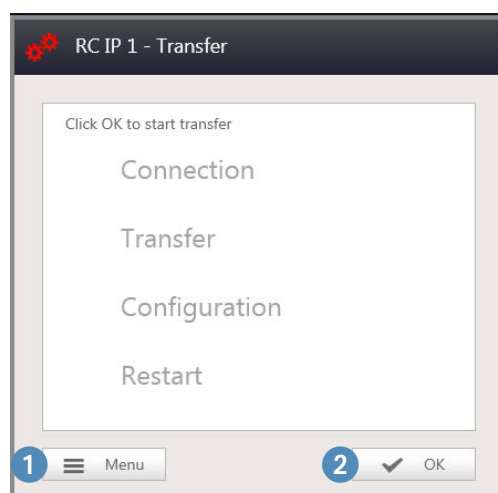 RC IP 1 - Transfer
Click OK to start transfer
Connection
Transfer
Configuration
Restart
1 Menu 2 OK